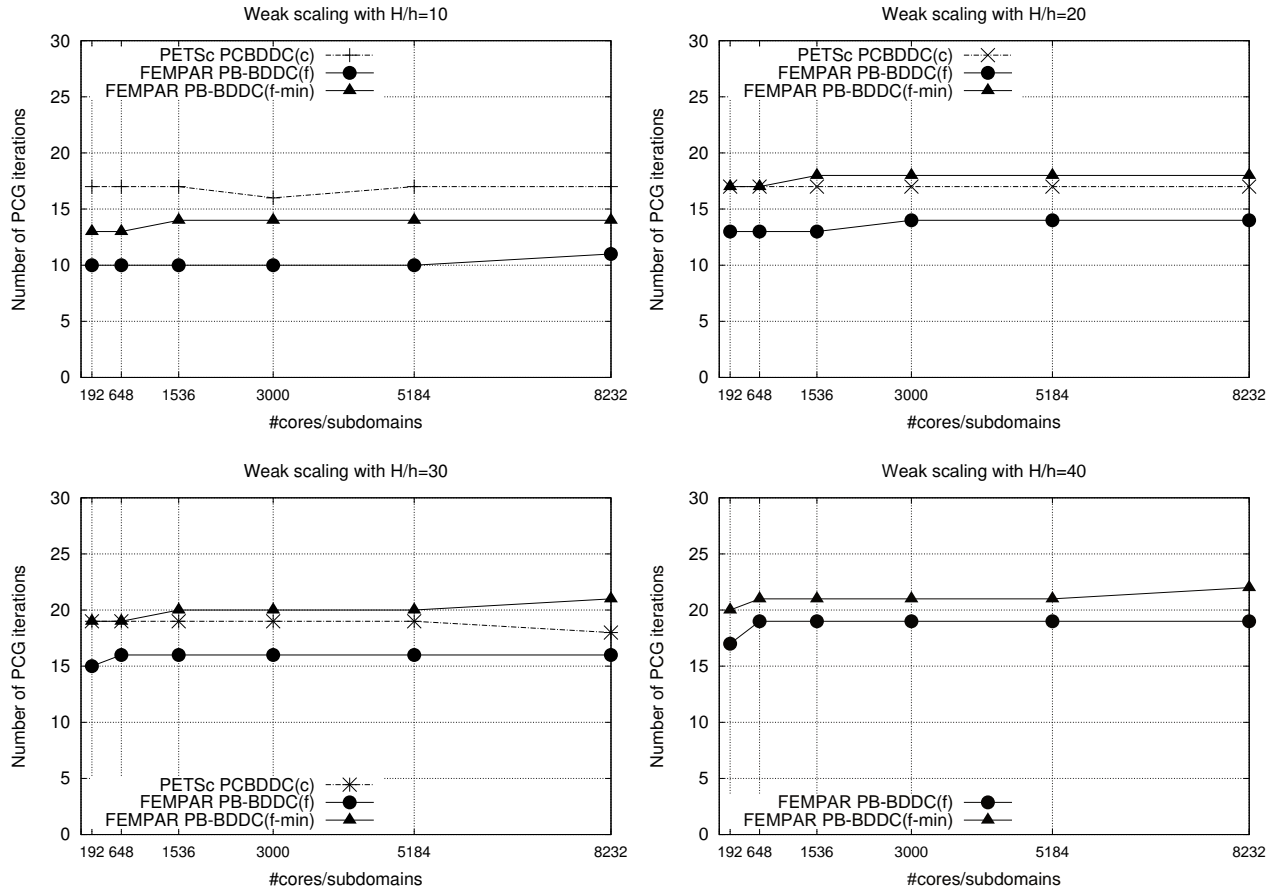 Weak scaling with H/h=10
30
25
20
15
10
5
0
Number of PCG iterations
PETSc PCBDDC(c)
FEMPAR PB-BDDC(f)
FEMPAR PB-BDDC(f-min)
192 648 1536 3000 5184 8232
#cores/subdomains
Weak scaling with H/h=20
30
25
20
15
10
5
0
Number of PCG iterations
PETSc PCBDDC(c)
FEMPAR PB-BDDC(f)
FEMPAR PB-BDDC(f-min)
192 648 1536 3000 5184 8232
#cores/subdomains
Weak scaling with H/h=30
30
25
20
15
10
5
0
Number of PCG iterations
PETSc PCBDDC(c)
FEMPAR PB-BDDC(f)
FEMPAR PB-BDDC(f-min)
192 648 1536 3000 5184 8232
#cores/subdomains
Weak scaling with H/h=40
30
25
20
15
10
5
0
Number of PCG iterations
FEMPAR PB-BDDC(f)
FEMPAR PB-BDDC(f-min)
192 648 1536 3000 5184 8232
#cores/subdomains